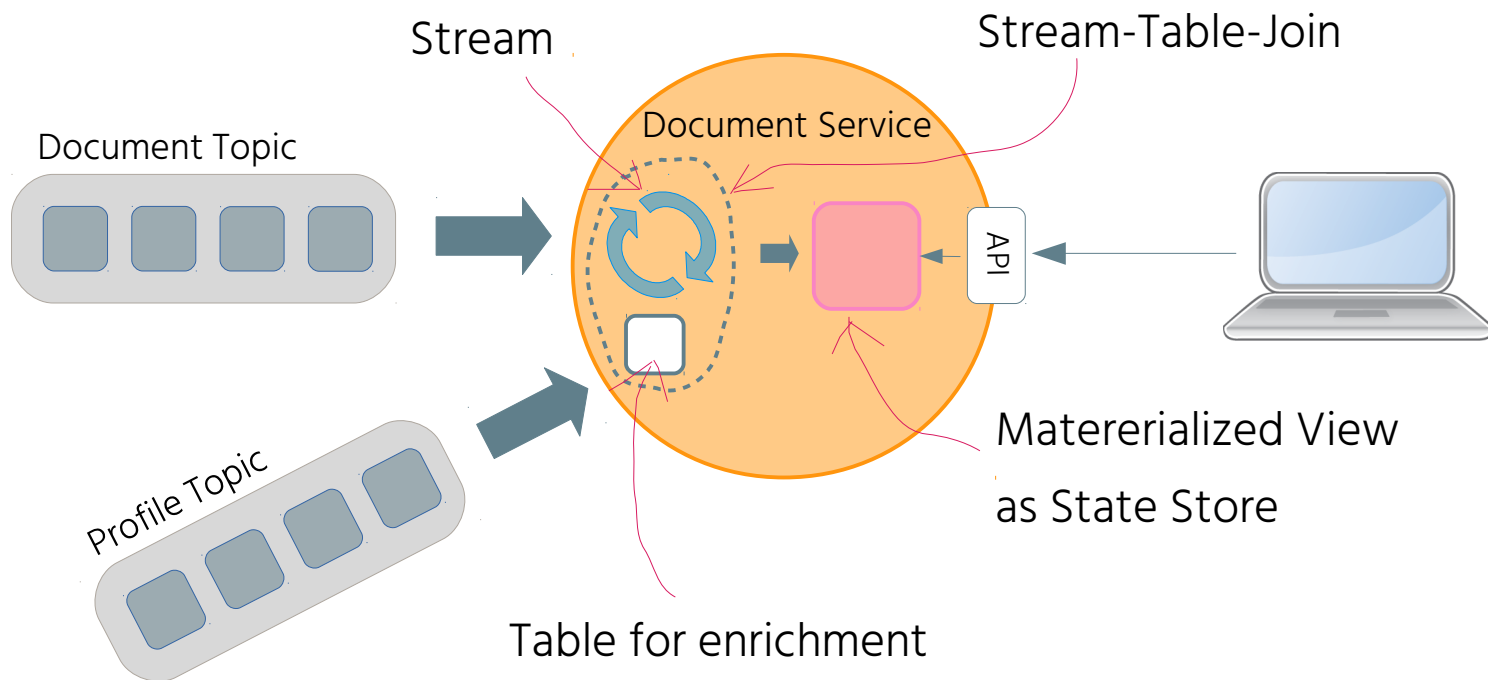 Stream
Stream-Table-Join
Document Service
Document Topic
API
Profile Topic
Matererialized View
as State Store
Table for enrichment